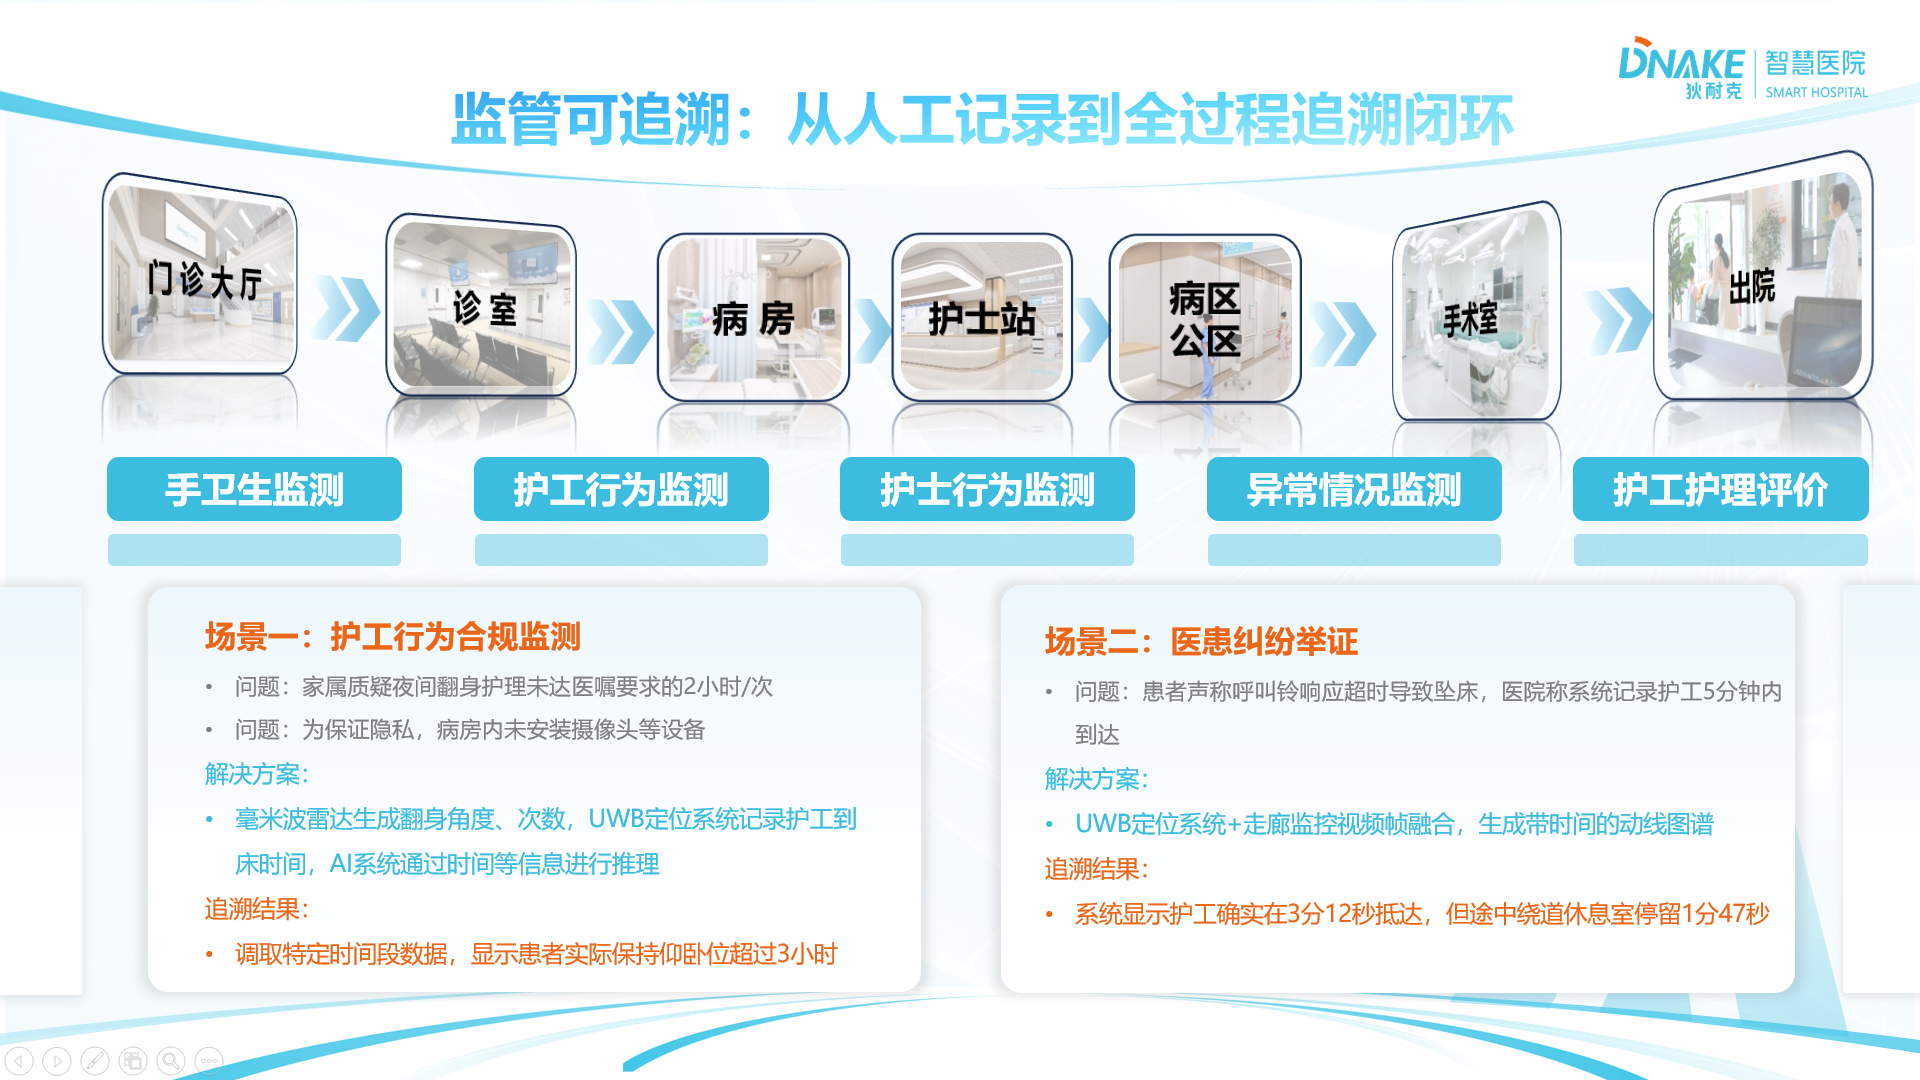 DNAKE
狄耐克
智慧医院
SMART HOSPITAL
监管可追溯：从人工记录到全过程追溯闭环
门诊大厅
诊 室
病 房
护士站
病区
公区
手术室
出院
手卫生监测
护工行为监测
护士行为监测
异常情况监测
护工护理评价
场景一：护工行为合规监测
• 问题：家属质疑夜间翻身护理未达医嘱要求的2小时/次
• 问题：为保证隐私，病房内未安装摄像头等设备
解决方案：
• 毫米波雷达生成翻身角度、次数，UWB定位系统记录护工到
床时间，AI系统通过时间等信息进行推理
追溯结果：
• 调取特定时间段数据，显示患者实际保持仰卧位超过3小时
场景二：医患纠纷举证
• 问题：患者声称呼叫铃响应超时导致坠床，医院称系统记录护工5分钟内
到达
解决方案：
• UWB定位系统+走廊监控视频帧融合，生成带时间的动线图谱
追溯结果：
• 系统显示护工确实在3分12秒抵达，但途中绕道休息室停留1分47秒